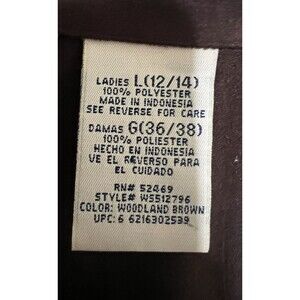 LADIES L(12/14)
100% POLYESTER
MADE IN INDONESIA
SEE REVERSE FOR CARE
DAMAS G(36/38)
100% POLIESTER
HECHO EN INDONESIA
VE EL REVERSO PARA
EL CUIDADO
RN# 52469
STYLE# WS512796
COLOR: WOODLAND BROWN
UPC: 6 6216302539